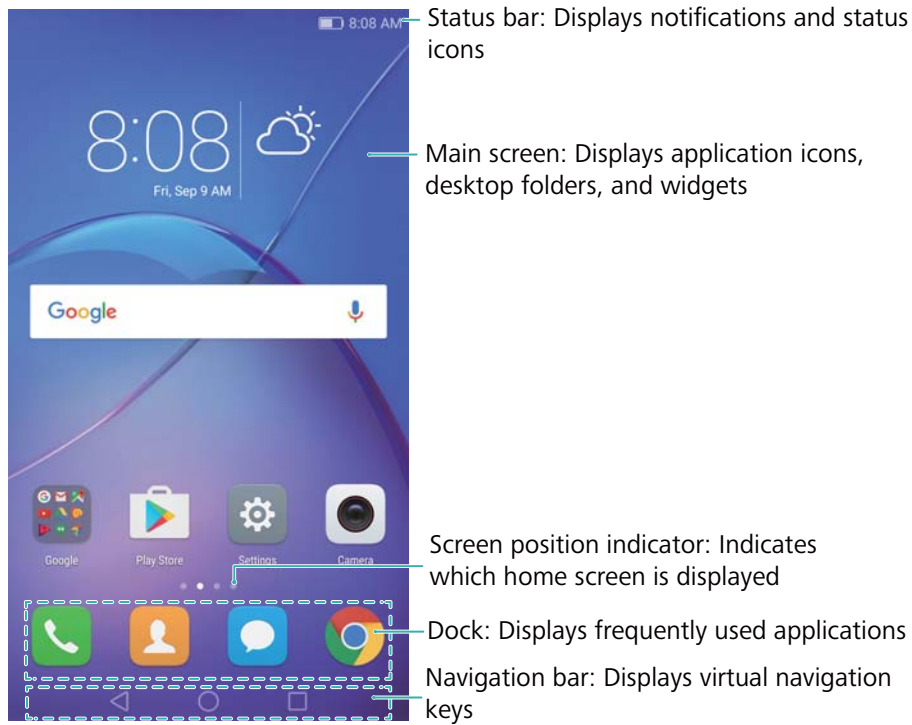 8:08 AM
Status bar: Displays notifications and status
icons
8:08
Fri, Sep 9 AM
Main screen: Displays application icons,
desktop folders, and widgets
Google
Google
Play Store
Settings
Camera
Screen position indicator: Indicates
which home screen is displayed
Dock: Displays frequently used applications
Navigation bar: Displays virtual navigation
keys